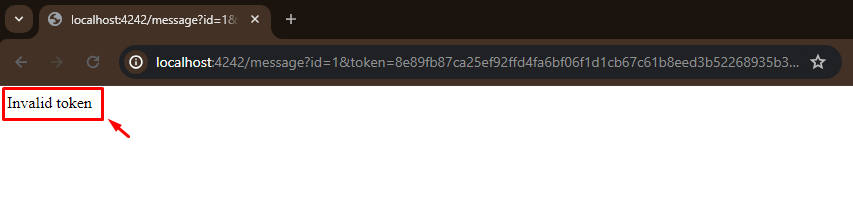 localhost:4242/message?id=1&
localhost:4242/message?id=1&token=8e89fb87ca25ef92ffd4fa6bf06f1d1cb67c61b8eed3b52268935b3...
Invalid token